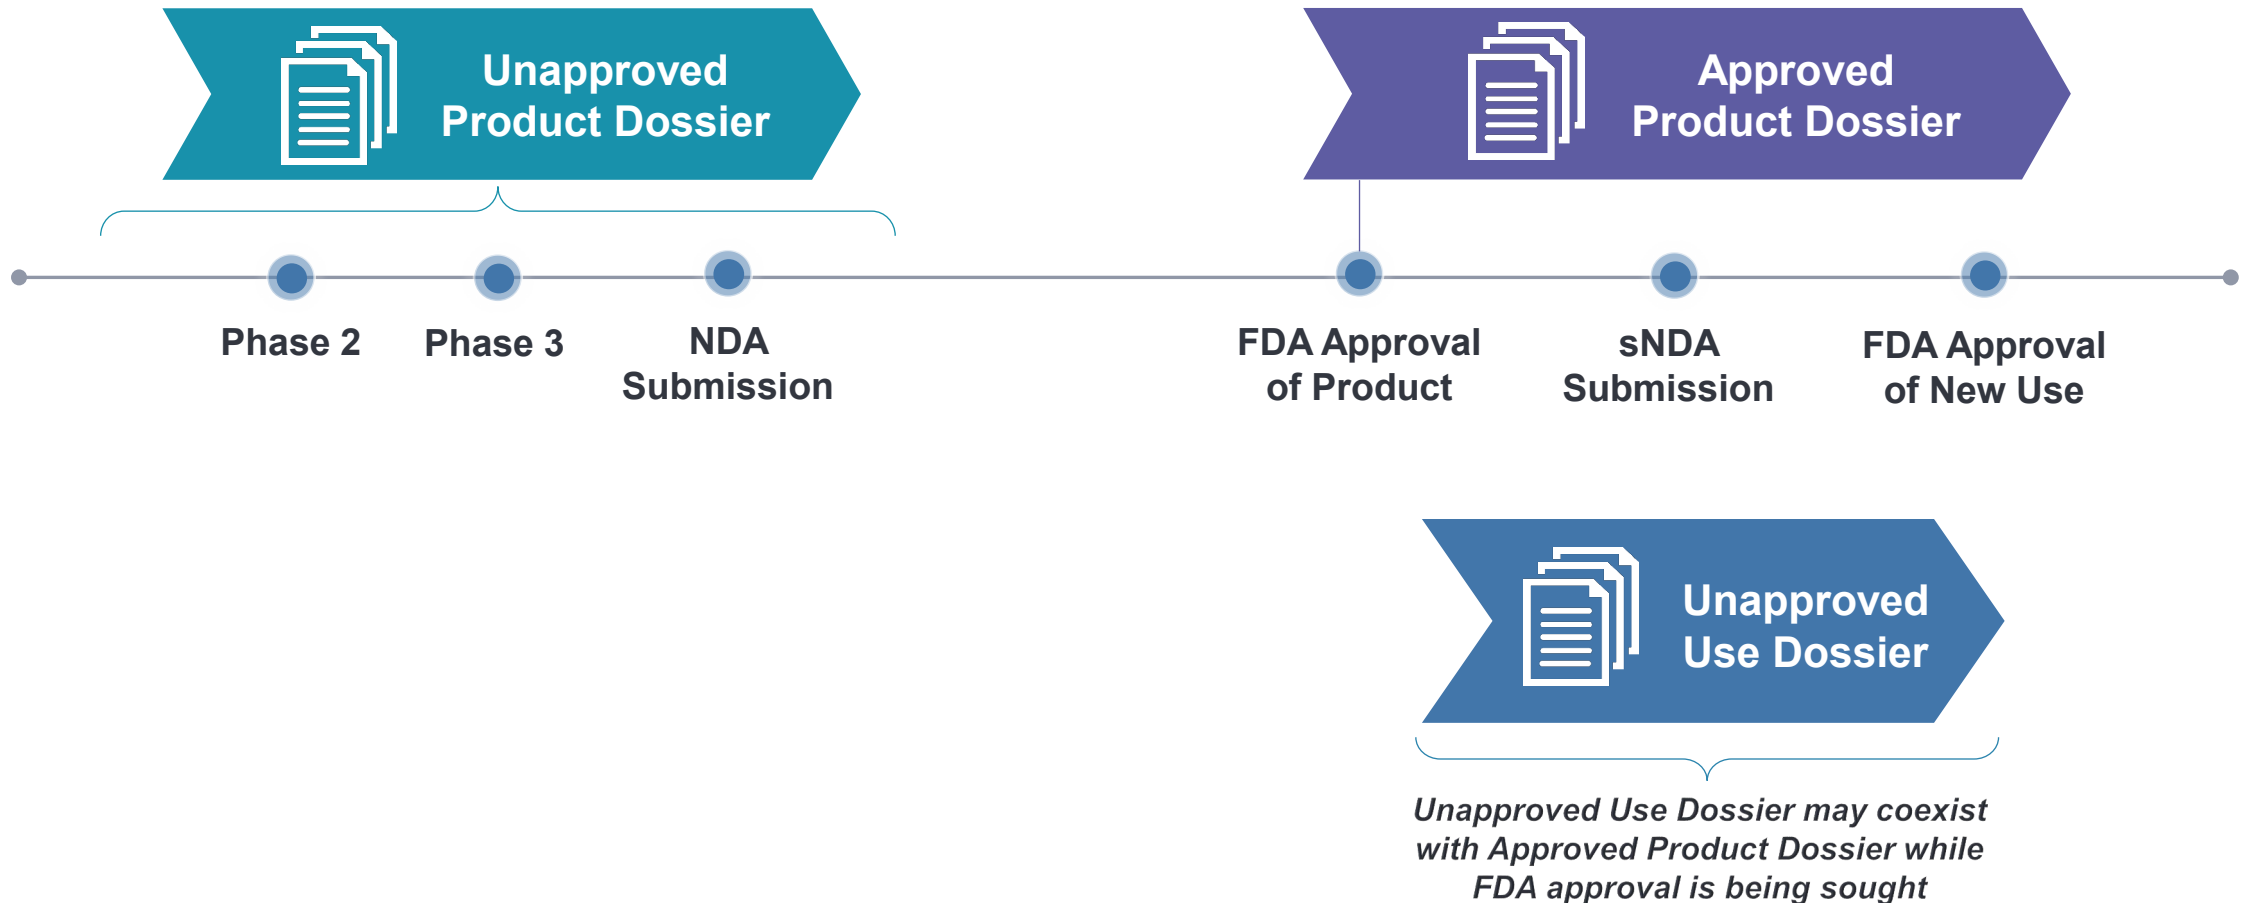 Unapproved
Product Dossier
Approved
Product Dossier
Phase 2
Phase 3
NDA
Submission
FDA Approval
of Product
sNDA
Submission
FDA Approval
of New Use
Unapproved
Use Dossier
Unapproved Use Dossier may coexist
with Approved Product Dossier while
FDA approval is being sought